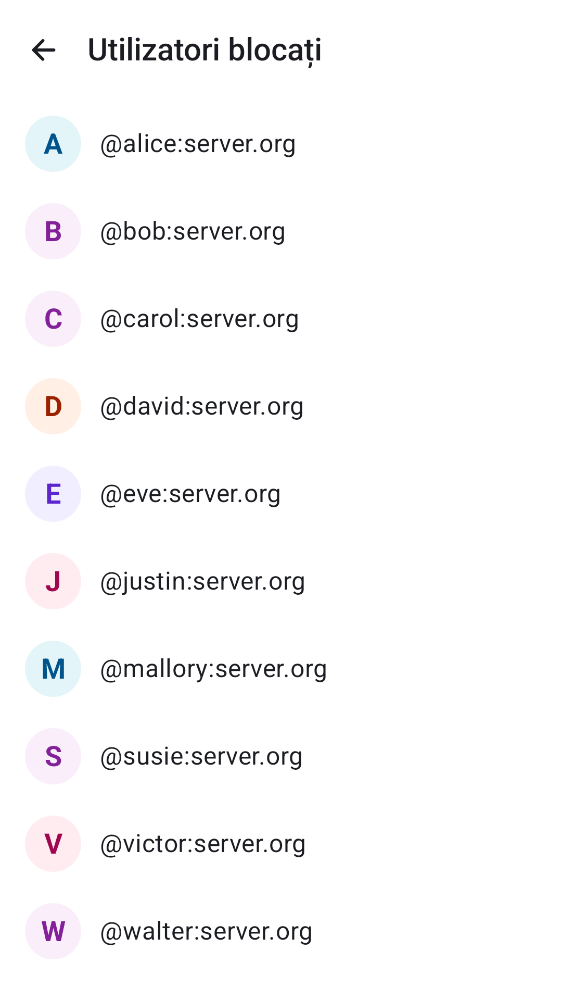 Utilizatori blocați
A @alice:server.org
B @bob:server.org
C @carol:server.org
D @david:server.org
E @eve:server.org
J @justin:server.org
M @mallory:server.org
S @susie:server.org
V @victor:server.org
W @walter:server.org